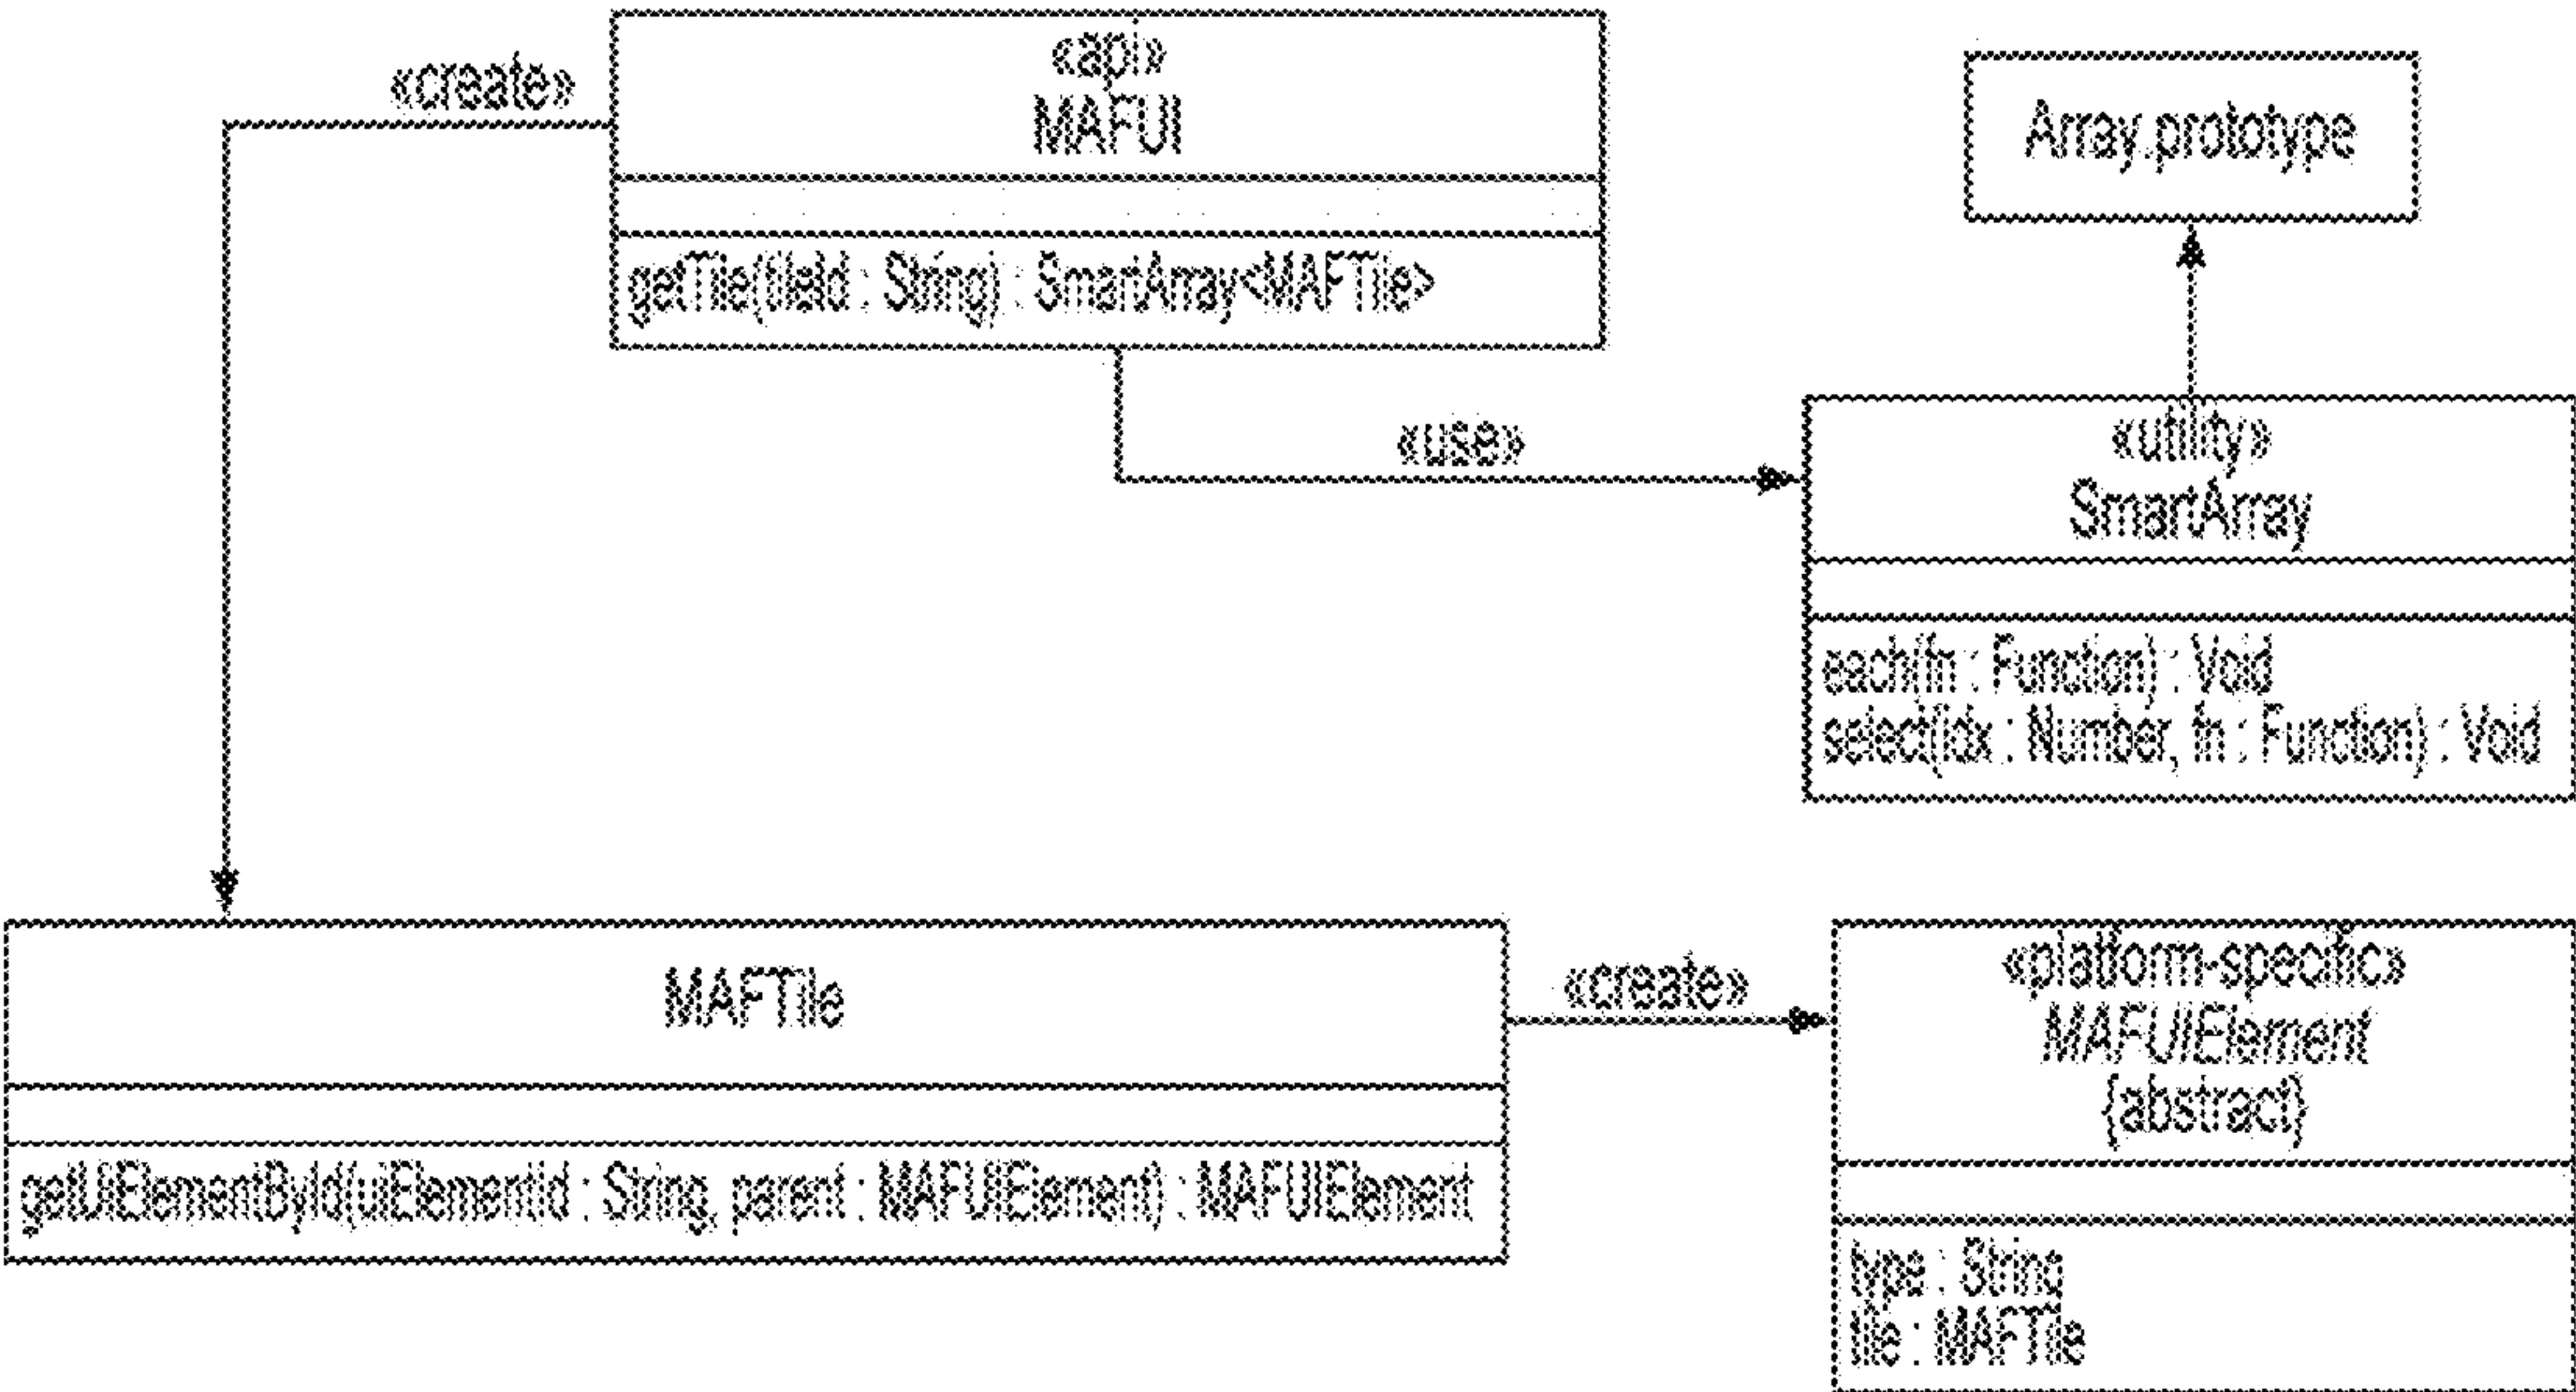 «create»
«api»
MAFUI
getTile(tileId : String) : SmartArray<MAFTile>
Array.prototype
«use»
«utility»
SmartArray
each(fn : Function) : Void
select(idx : Number, fn : Function) : Void
MAFTile
getUiElementById(uiElementId : String, parent : MAFUIElement) : MAFUIElement
«create»
«platform-specific»
MAFUIElement
{abstract}
type : String
tile : MAFTile